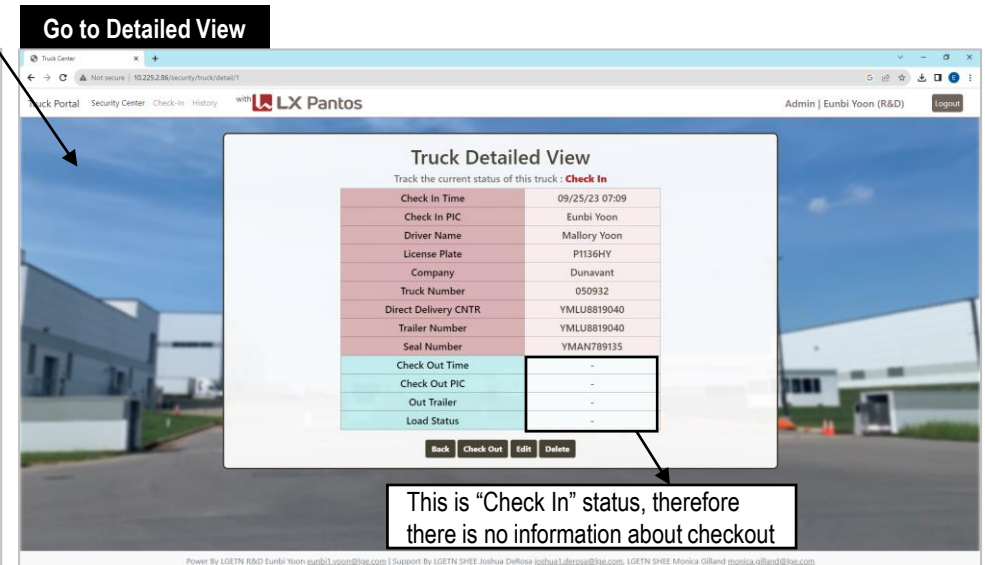 Go to Detailed View
Truck Center
Not secure | 10.225.2.86/security/truck/detail/1
Truck Portal Security Center Check-In History with LX Pantos Admin | Eunbi Yoon (R&D) Logout
Truck Detailed View
Track the current status of this truck : Check In
Check In Time 09/25/23 07:09
Check In PIC Eunbi Yoon
Driver Name Mallory Yoon
License Plate P1136HY
Company Dunavant
Truck Number 050932
Direct Delivery CNTR YMLU8819040
Trailer Number YMLU8819040
Seal Number YMAN789135
Check Out Time -
Check Out PIC -
Out Trailer -
Load Status -
Back Check Out Edit Delete
This is “Check In” status, therefore
there is no information about checkout
Power By LGETN R&D Eunbi Yoon eunbi1.yoon@lge.com | Support By LGETN SHEE Joshua DeRosa joshua1.derosa@lge.com, LGETN SHEE Monica Gilland monica.gilland@lge.com